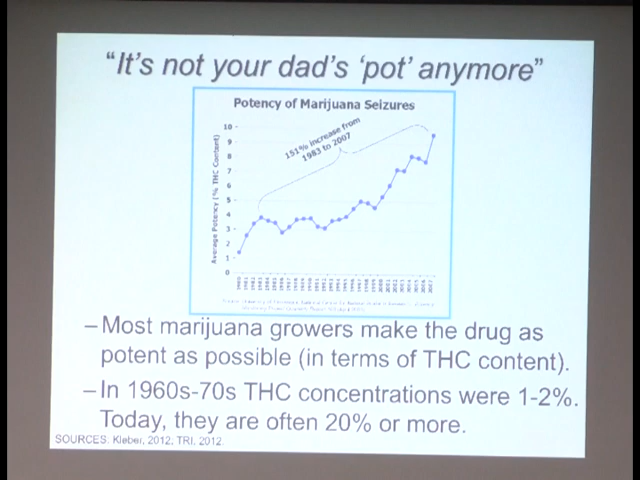 “It’s not your dad’s ‘pot’ anymore”
Potency of Marijuana Seizures
151% increase from
1983 to 2007
Average Potency (% THC Content)
10
9
8
7
6
5
4
3
2
1
0
–Most marijuana growers make the drug as
potent as possible (in terms of THC content).
–In 1960s-70s THC concentrations were 1-2%.
Today, they are often 20% or more.
SOURCES: Kleber, 2012; TRI, 2012